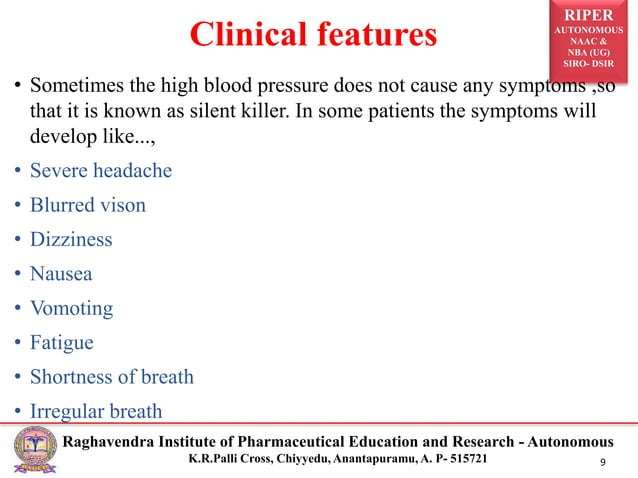 Clinical features
RIPER
AUTONOMOUS
NAAC &
NBA (UG)
SIRO- DSIR
• Sometimes the high blood pressure does not cause any symptoms ,so
that it is known as silent killer. In some patients the symptoms will
develop like...,
• Severe headache
• Blurred vison
• Dizziness
• Nausea
• Vomoting
• Fatigue
• Shortness of breath
• Irregular breath
Raghavendra Institute of Pharmaceutical Education and Research - Autonomous
K.R.Palli Cross, Chiyyedu, Anantapuramu, A. P- 515721
9